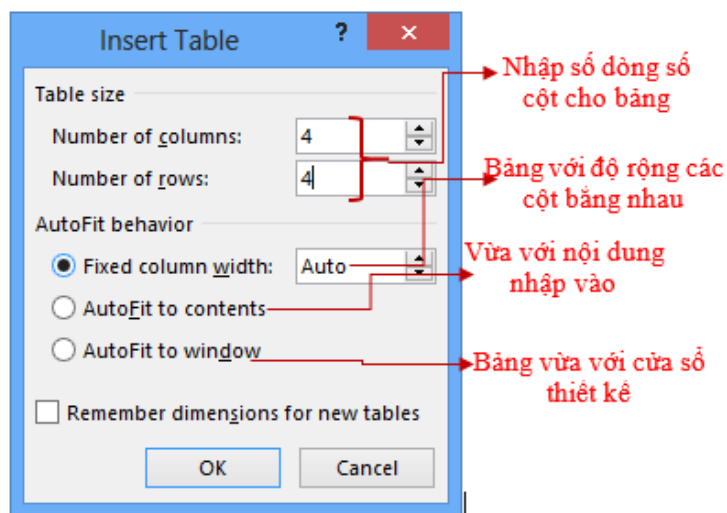 Insert Table
?
×
Table size
Number of columns:
4
Number of rows:
4
AutoFit behavior
Fixed column width:
Auto
AutoFit to contents
AutoFit to window
Remember dimensions for new tables
OK
Cancel
Nhập số dòng số
cột cho bảng
Bảng với độ rộng các
cột bằng nhau
Vừa với nội dung
nhập vào
Bảng vừa với cửa sổ
thiết kế